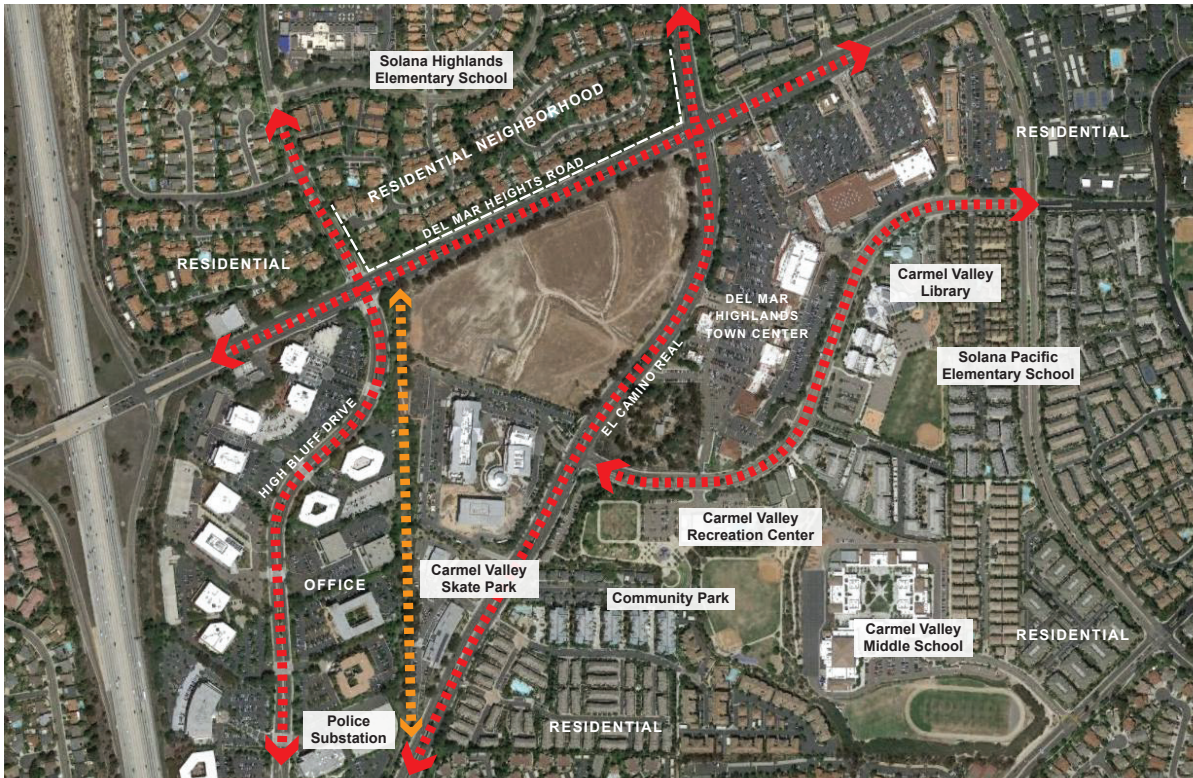 Solana Highlands
Elementary School
RESIDENTIAL NEIGHBORHOOD
RESIDENTIAL
DEL MAR HEIGHTS ROAD
RESIDENTIAL
Carmel Valley
Library
DEL MAR
HIGHLANDS
TOWN CENTER
Solana Pacific
Elementary School
EL CAMINO REAL
HIGH BLUFF DRIVE
Carmel Valley
Recreation Center
OFFICE
Carmel Valley
Skate Park
Community Park
Carmel Valley
Middle School
RESIDENTIAL
Police
Substation
RESIDENTIAL